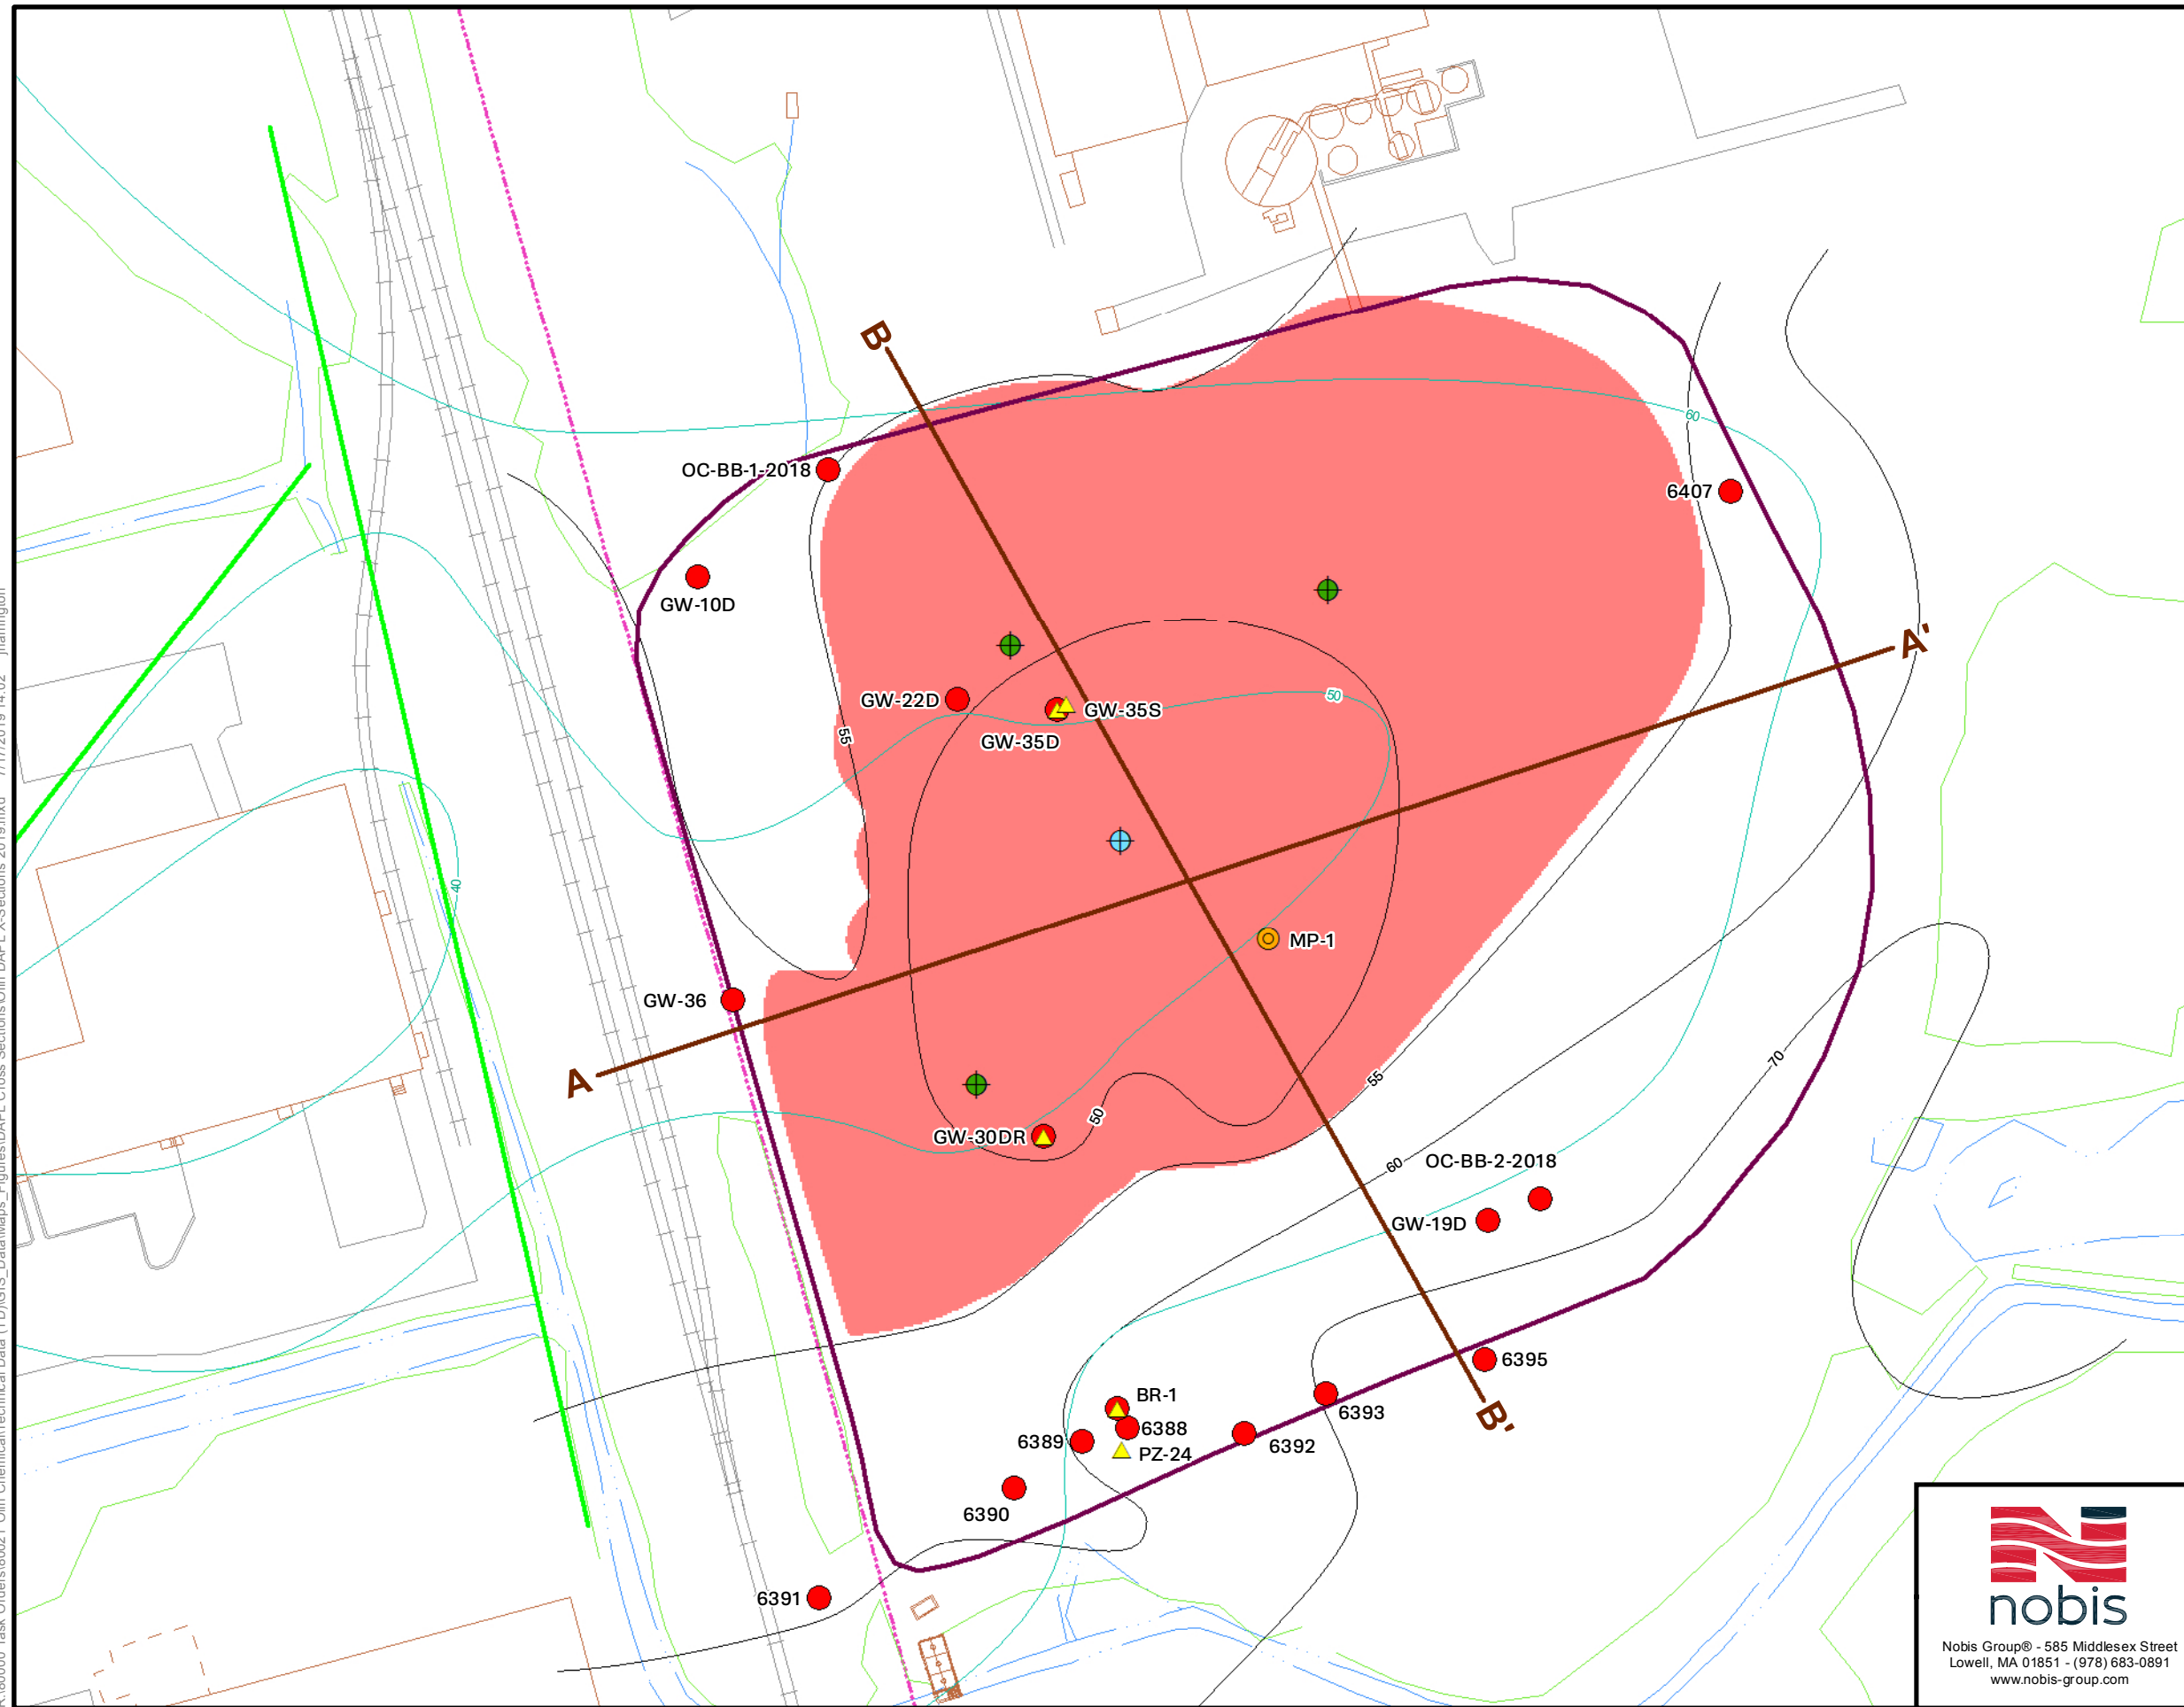 B
60
OC-BB-1-2018
6407
GW-10D
A'
GW-22D
50
GW-35S
55
GW-35D
40
MP-1
GW-36
70
A
55
50
GW-30DR
60
OC-BB-2-2018
GW-19D
6395
BR-1
6393
B'
6388
6389
6392
PZ-24
6390
6391
nobis
Nobis Group® - 585 Middlesex Street
Lowell, MA 01851 - (978) 683-0891
www.nobis-group.com